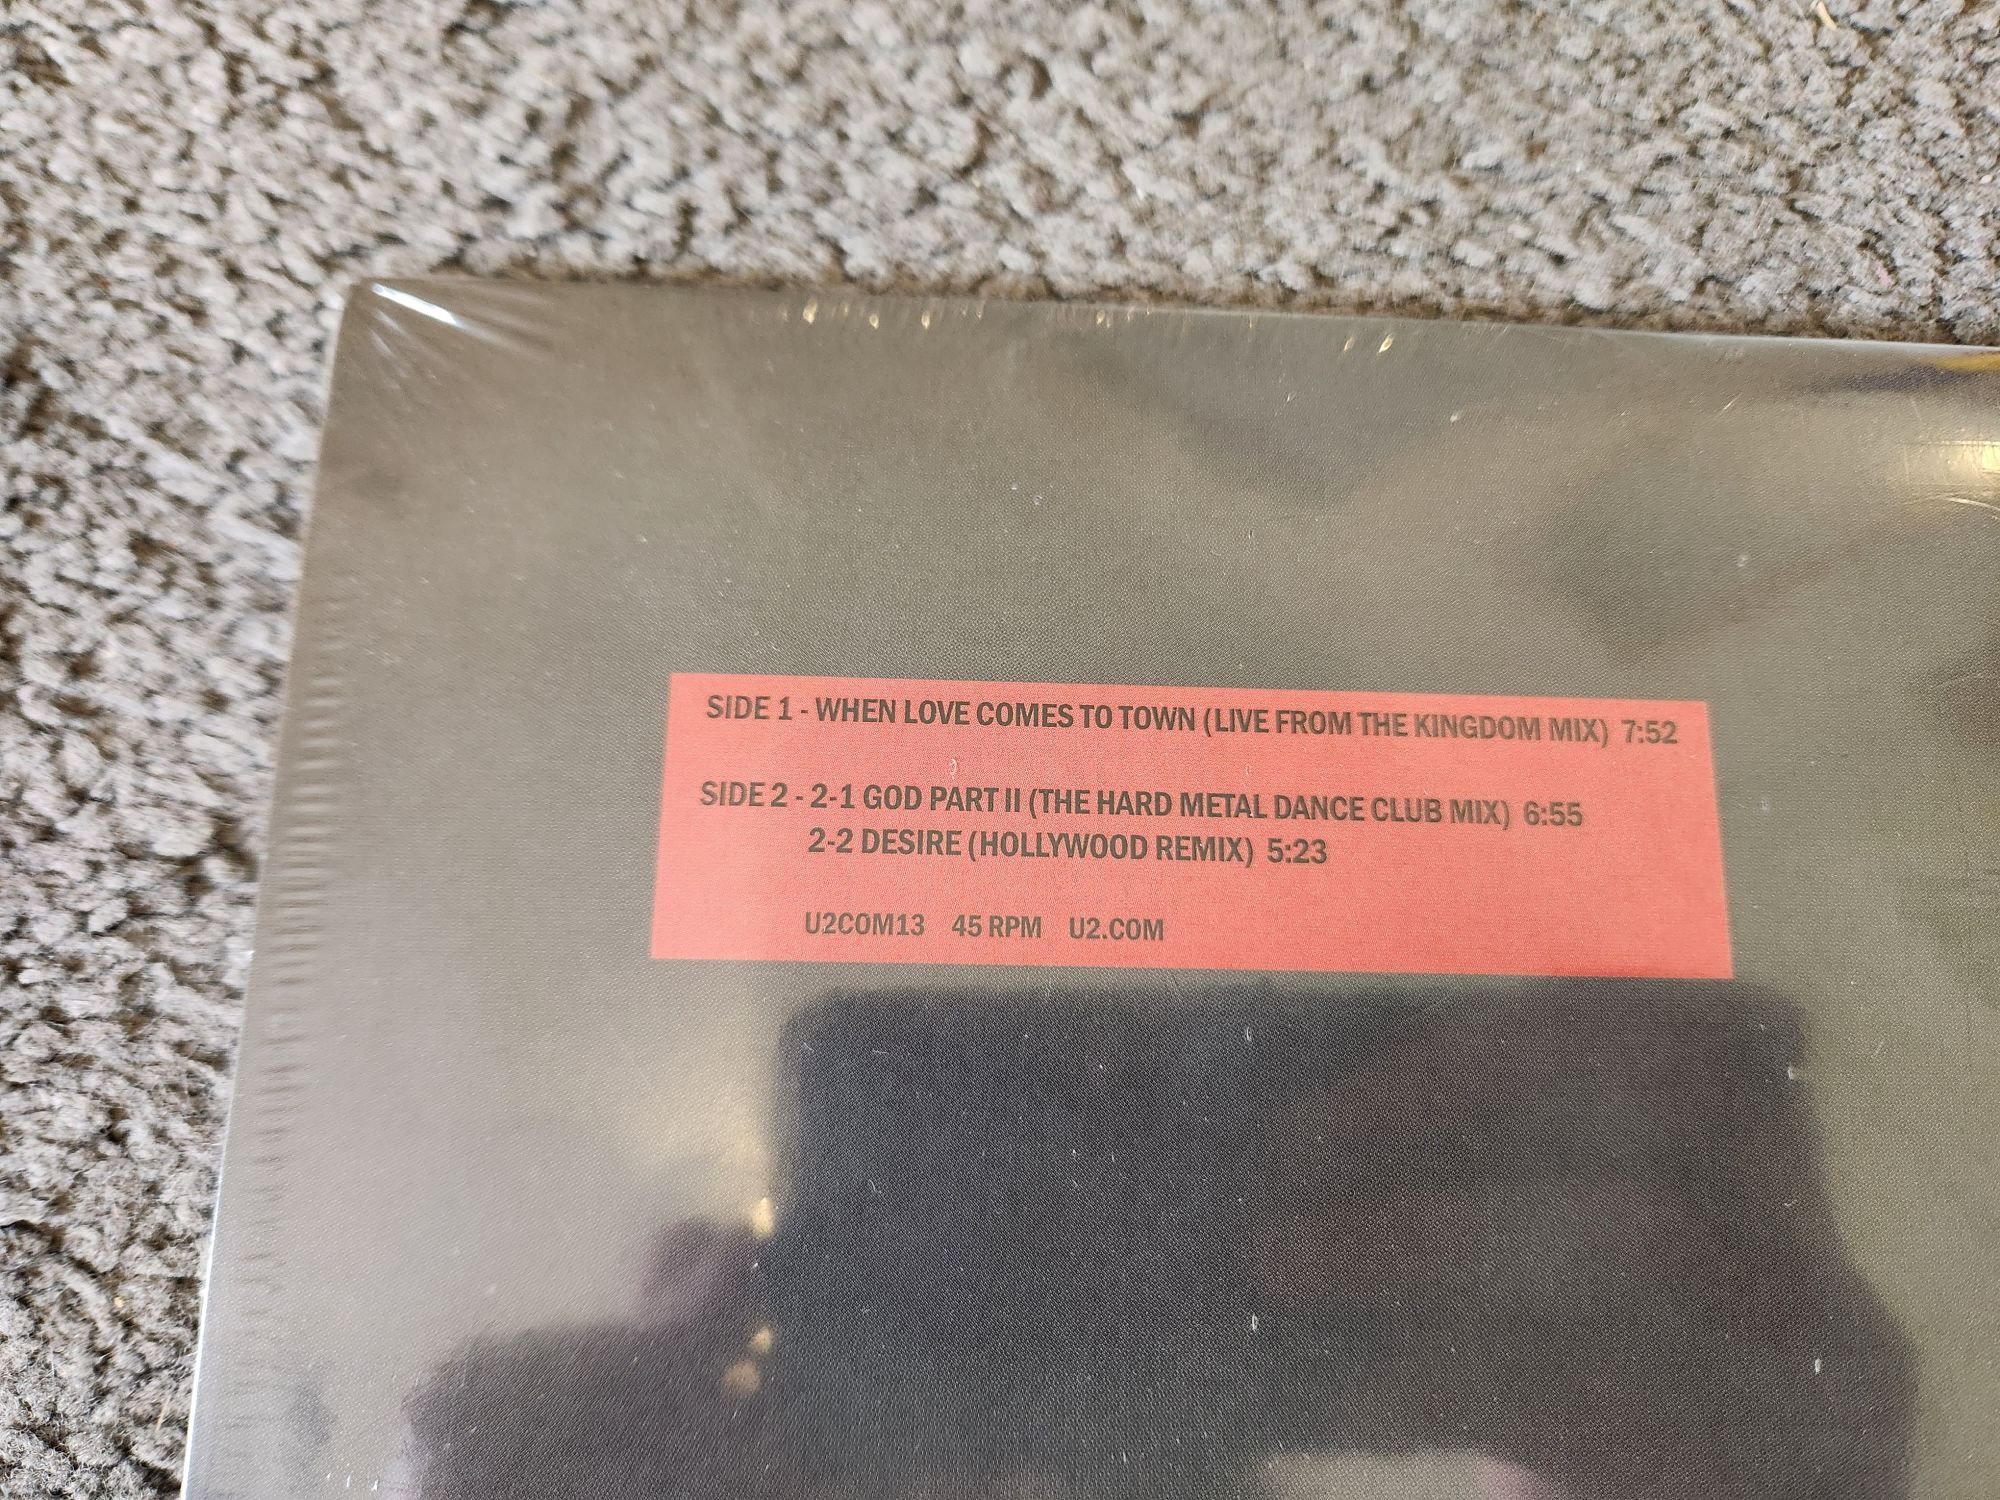 SIDE 1 - WHEN LOVE COMES TO TOWN (LIVE FROM THE KINGDOM MIX) 7:52
SIDE 2 - 2-1 GOD PART II (THE HARD METAL DANCE CLUB MIX) 6:55
2-2 DESIRE (HOLLYWOOD REMIX) 5:23
U2COM13 45 RPM U2.COM